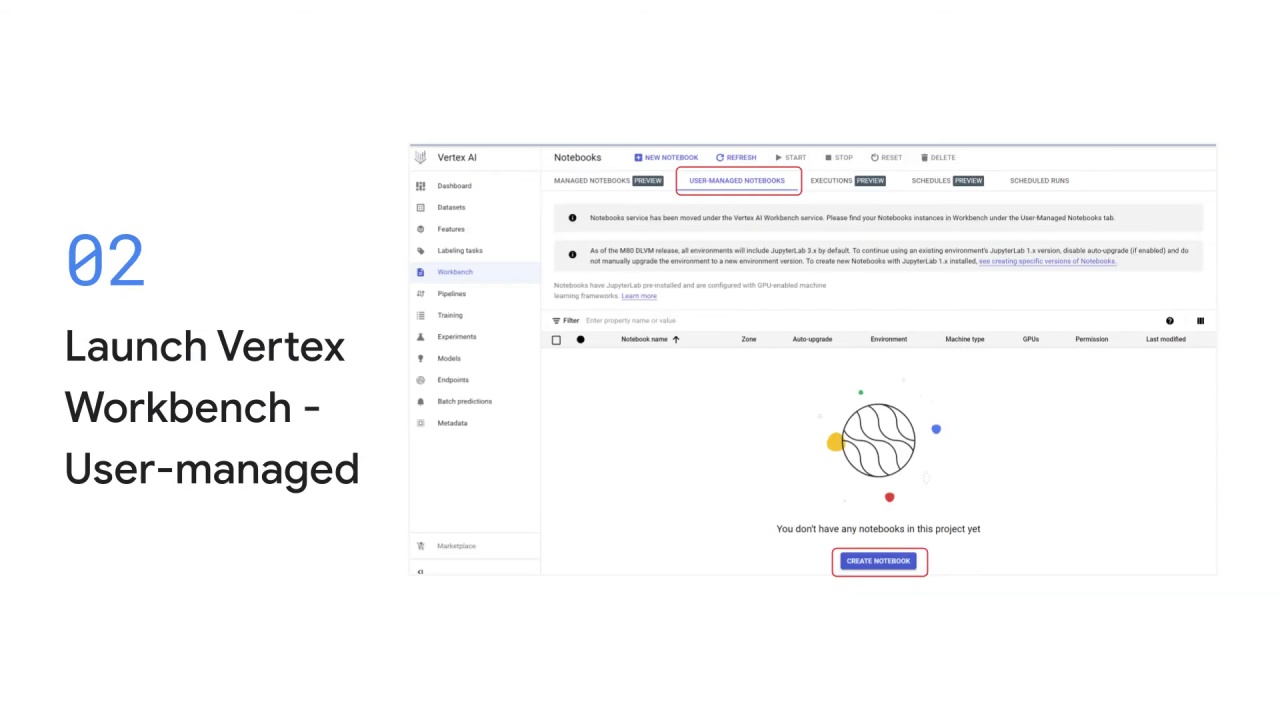 02
Launch Vertex
Workbench -
User-managed
Vertex AI
Dashboard
Datasets
Features
Labeling tasks
Workbench
Pipelines
Training
Experiments
Models
Endpoints
Batch predictions
Metadata
Marketplace
Notebooks NEW NOTEBOOK REFRESH START STOP RESET DELETE
MANAGED NOTEBOOKS PREVIEW USER-MANAGED NOTEBOOKS EXECUTIONS PREVIEW SCHEDULES PREVIEW SCHEDULED RUNS
Notebooks service has been moved under the Vertex AI Workbench service. Please find your Notebooks instances in Workbench under the User-Managed Notebooks tab.
As of the M80 DLVM release, all environments will include JupyterLab 3.x by default. To continue using an existing environment's JupyterLab 1.x version, disable auto-upgrade (if enabled) and do
not manually upgrade the environment to a new environment version. To create new Notebooks with JupyterLab 1.x installed, see creating specific versions of Notebooks.
Notebooks have JupyterLab pre-installed and are configured with GPU-enabled machine
learning frameworks. Learn more
Filter Enter property name or value
Notebook name Zone Auto-upgrade Environment Machine type GPUs Permission Last modified
You don't have any notebooks in this project yet
CREATE NOTEBOOK